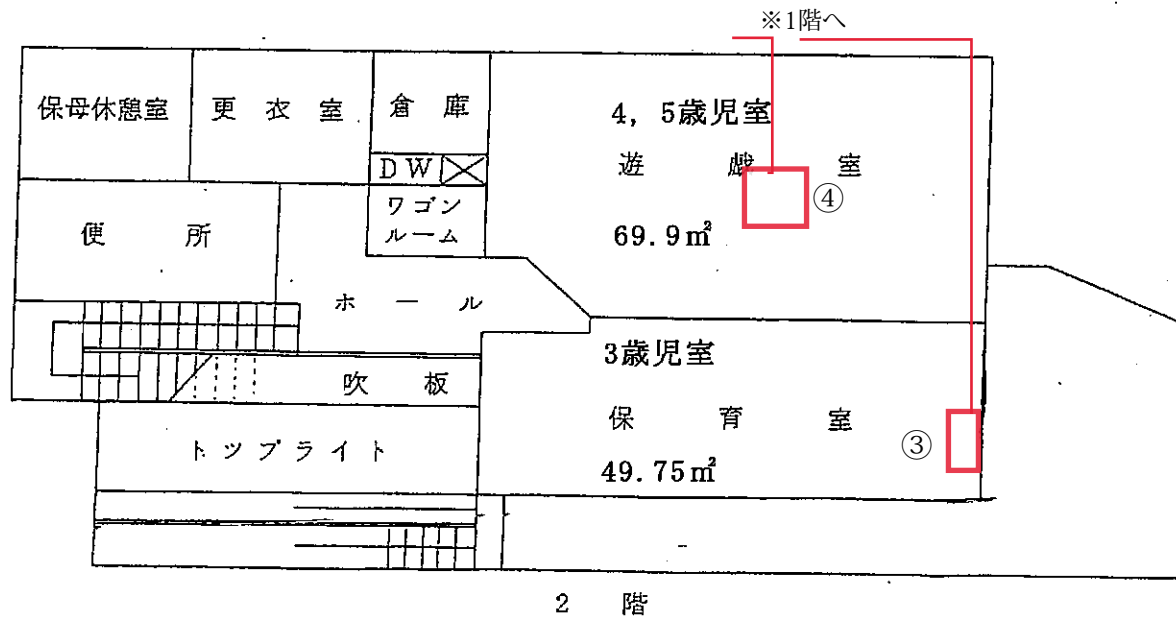 ※1階へ
保母休憩室
更衣室
倉庫
4,5歳児室
遊戯室
DW
④
ワゴン
ルーム
69.9㎡
便所
ホール
3歳児室
吹板
保育室
③
トップライト
49.75㎡
2階